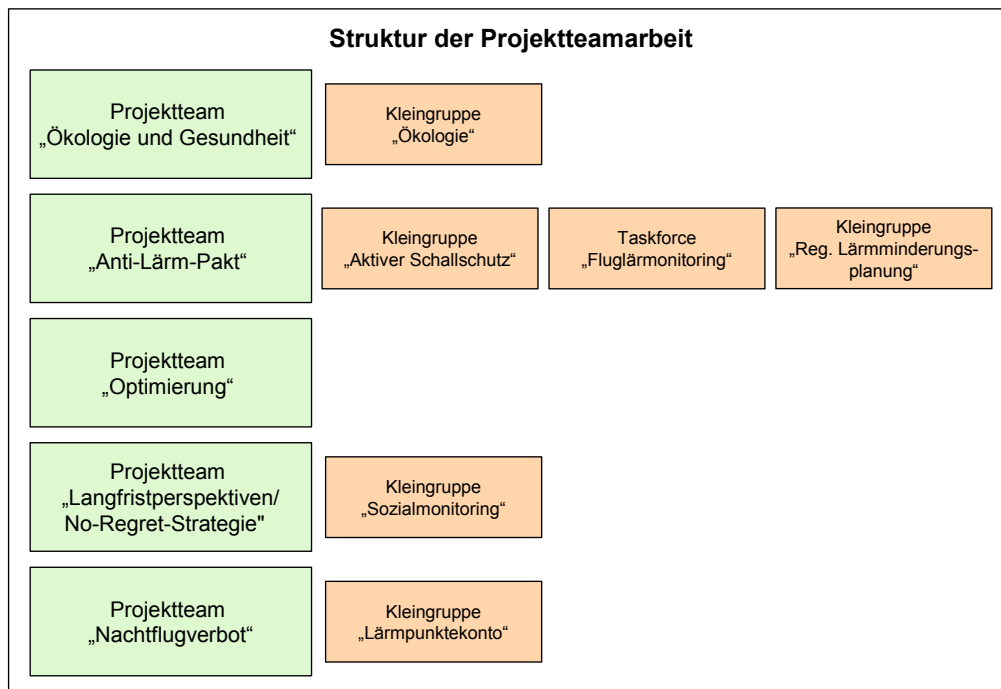 Struktur der Projektteamarbeit
Projektteam
„Ökologie und Gesundheit“
Kleingruppe
„Ökologie“
Projektteam
„Anti-Lärm-Pakt“
Kleingruppe
„Aktiver Schallschutz“
Taskforce
„Fluglärmonitoring“
Kleingruppe
„Reg. Lärmminderungs-
planung“
Projektteam
„Optimierung“
Projektteam
„Langfristperspektiven/
No-Regret-Strategie"
Kleingruppe
„Sozialmonitoring“
Projektteam
„Nachtflugverbot“
Kleingruppe
„Lärmpunktekonto“